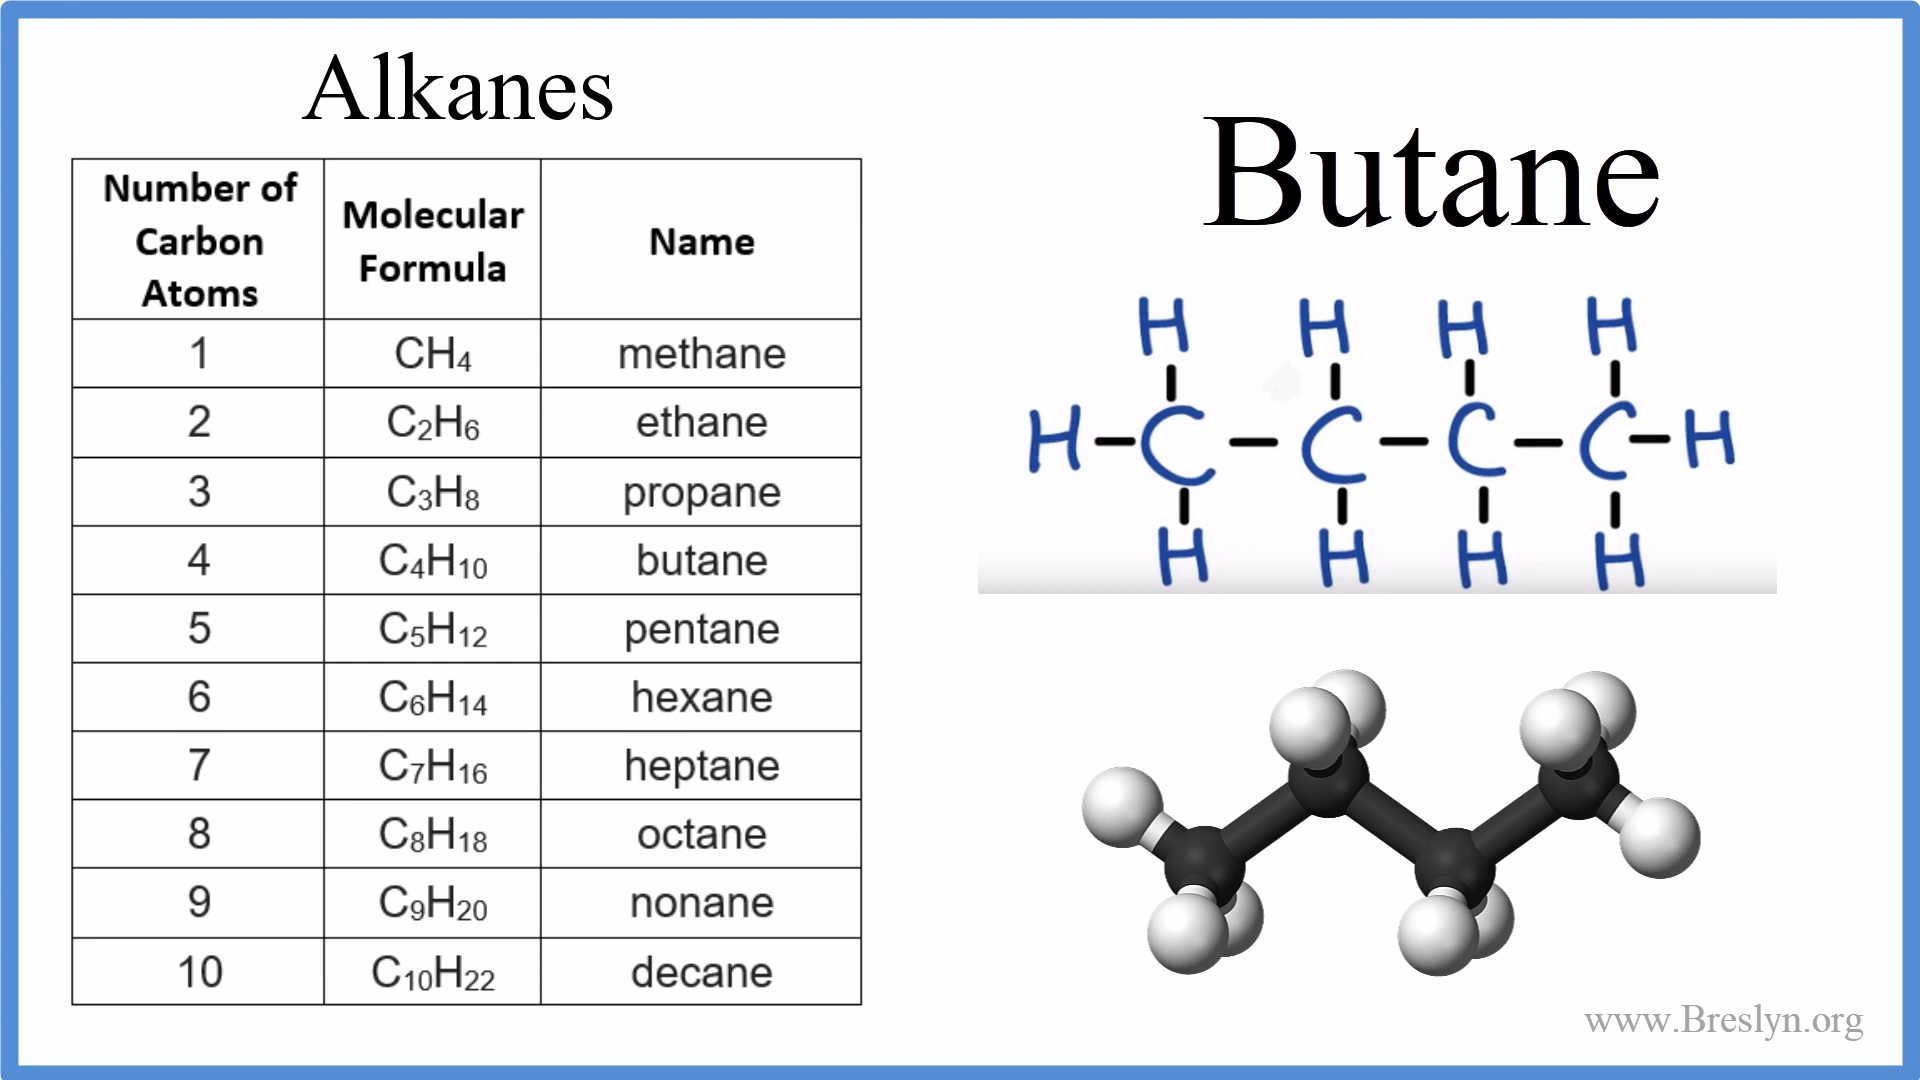 Alkanes
Number of
Carbon
Atoms
Molecular
Formula
Name
1 CH₄ methane
2 C₂H₆ ethane
3 C₃H₈ propane
4 C₄H₁₀ butane
5 C₅H₁₂ pentane
6 C₆H₁₄ hexane
7 C₇H₁₆ heptane
8 C₈H₁₈ octane
9 C₉H₂₀ nonane
10 C₁₀H₂₂ decane
Butane
H H H H
H–C–C–C–C–H
H H H H
www.Breslyn.org